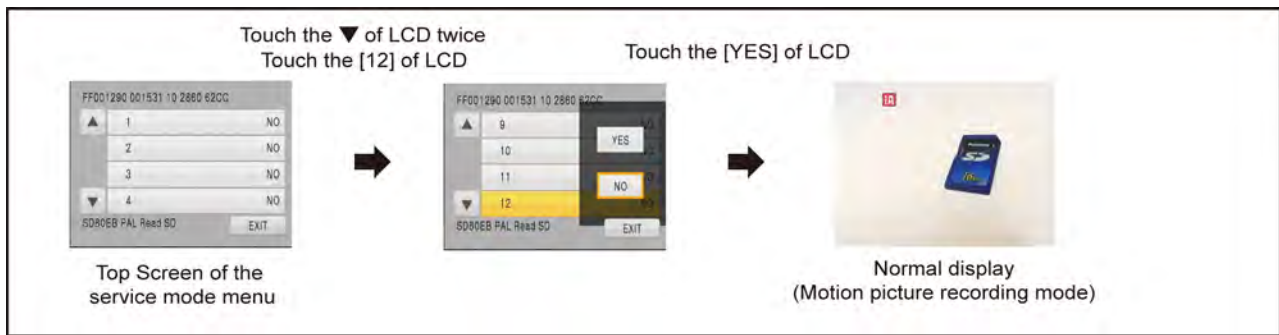 Touch the ▼ of LCD twice
Touch the [12] of LCD
Touch the [YES] of LCD
FF001290 001531 10 2860 62CC
▲ 1 NO
2 NO
3 NO
▼ 4 NO
SD80EB PAL Read SD EXIT
Top Screen of the
service mode menu
FF001290 001531 10 2860 62CC
▲ 9
YES
10
11
NO
▼ 12
SD80EB PAL Read SD EXIT
iA
Panasonic
SD
Normal display
(Motion picture recording mode)